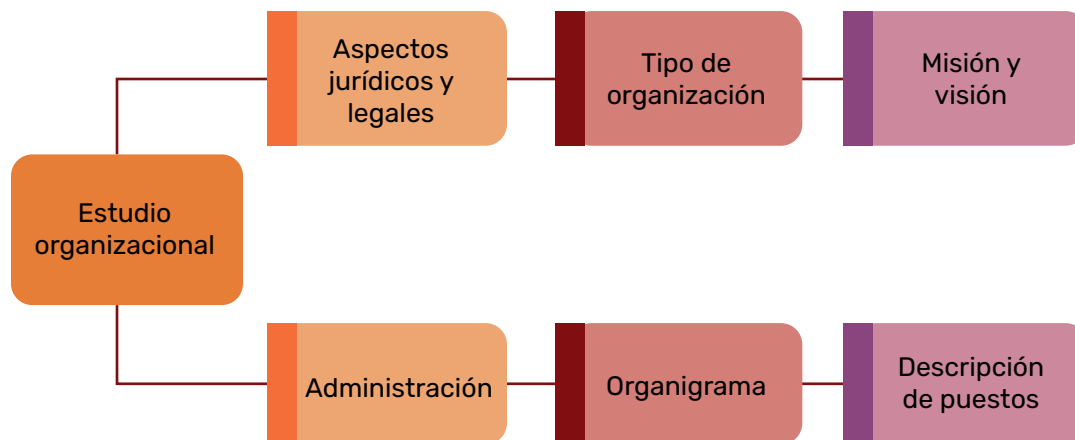 Aspectos
jurídicos y
legales
Tipo de
organización
Misión y
visión
Estudio
organizacional
Administración
Organigrama
Descripción
de puestos